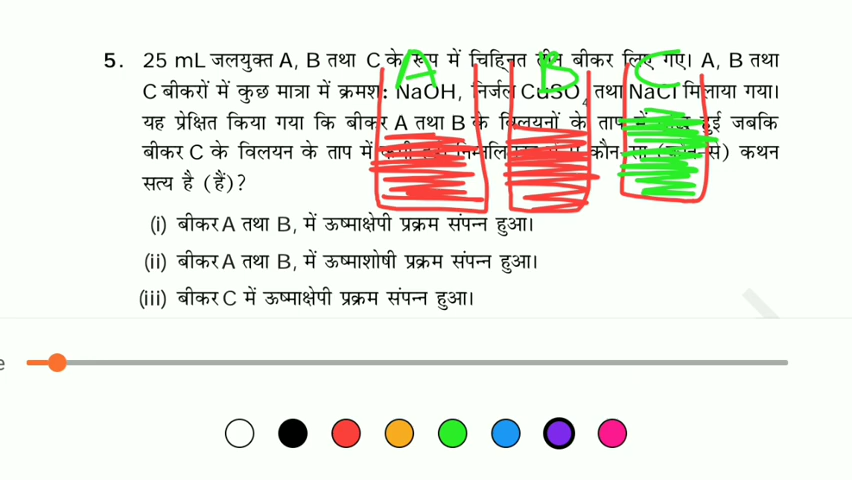 5. 25 mL जलयुक्त A, B तथा C के रूप में चिह्नित तीन बीकर लिए गए। A, B तथा
C बीकरों में कुछ मात्रा में क्रमश: NaOH, निर्जल CuSO₄ तथा NaCl मिलाया गया।
यह प्रेक्षित किया गया कि बीकर A तथा B के विलयनों के ताप में हुई जबकि
बीकर C के विलयन के ताप में कौन सा कथन
सत्य है (हैं)?
(i) बीकर A तथा B, में ऊष्माक्षेपी प्रक्रम संपन्न हुआ।
(ii) बीकर A तथा B, में ऊष्माशोषी प्रक्रम संपन्न हुआ।
(iii) बीकर C में ऊष्माक्षेपी प्रक्रम संपन्न हुआ।
A B C
e